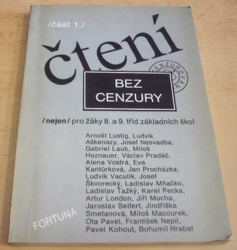 /část 1./
čtení
BEZ
CENZURY
/nejen/ pro žáky 8. a 9. tříd základních škol
Arnošt Lustig, Ludvík
Aškenazy, Josef Nesvadba,
Gabriel Laub, Miloš
Hoznauer, Václav Pradáč,
Alena Vostrá, Eva
Kantůrková, Jan Procházka,
Ludvík Vaculík, Josef
Škvorecký, Ladislav Mňačko,
Ladislav Ťažký, Karel Pecka,
Artur London, Jiří Mucha,
Jaroslav Seifert, Jindřiška
Smetanová, Miloš Macourek,
Ota Pavel, František Nepil,
Pavel Kohout, Bohumil Hrabal
FORTUNA